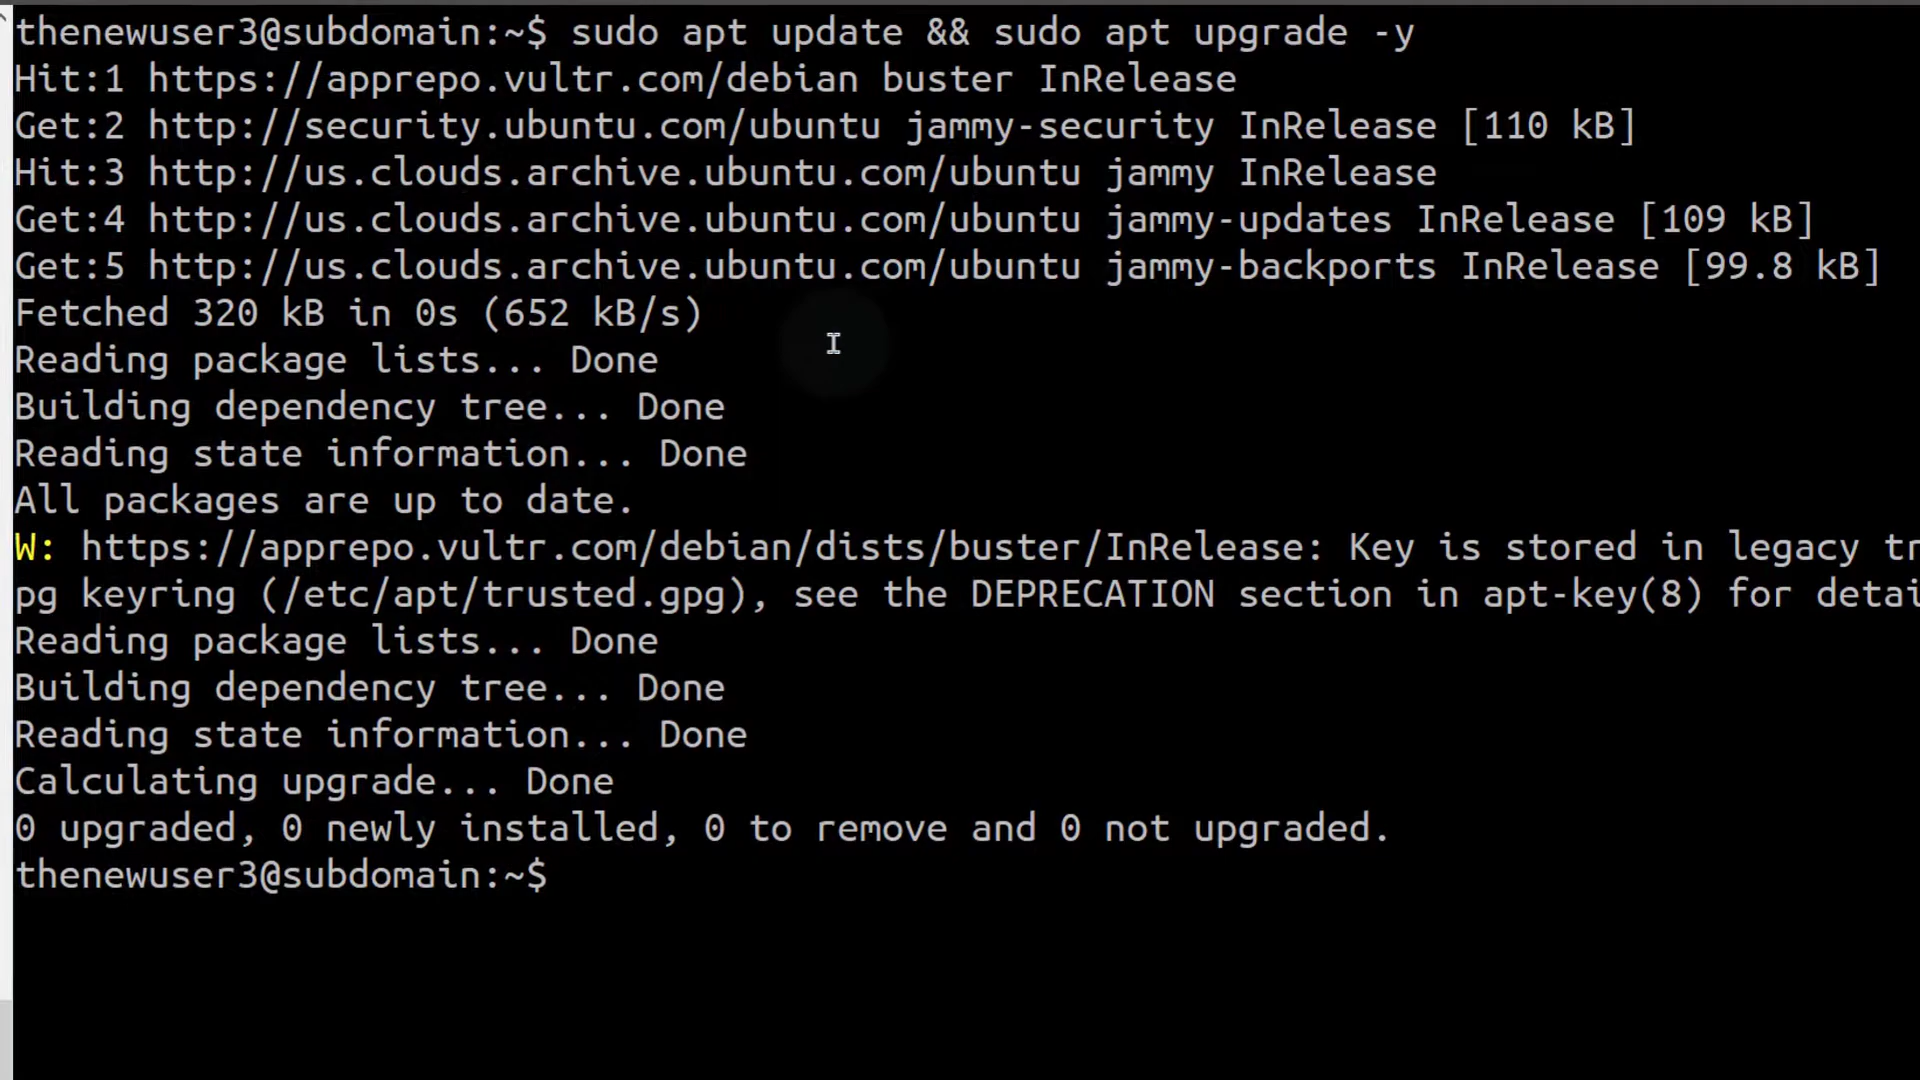 thenewuser3@subdomain:~$ sudo apt update && sudo apt upgrade -y
Hit:1 https://apprepo.vultr.com/debian buster InRelease
Get:2 http://security.ubuntu.com/ubuntu jammy-security InRelease [110 kB]
Hit:3 http://us.clouds.archive.ubuntu.com/ubuntu jammy InRelease
Get:4 http://us.clouds.archive.ubuntu.com/ubuntu jammy-updates InRelease [109 kB]
Get:5 http://us.clouds.archive.ubuntu.com/ubuntu jammy-backports InRelease [99.8 kB]
Fetched 320 kB in 0s (652 kB/s)
Reading package lists... Done
Building dependency tree... Done
Reading state information... Done
All packages are up to date.
W: https://apprepo.vultr.com/debian/dists/buster/InRelease: Key is stored in legacy tr
pg keyring (/etc/apt/trusted.gpg), see the DEPRECATION section in apt-key(8) for detai
Reading package lists... Done
Building dependency tree... Done
Reading state information... Done
Calculating upgrade... Done
0 upgraded, 0 newly installed, 0 to remove and 0 not upgraded.
thenewuser3@subdomain:~$